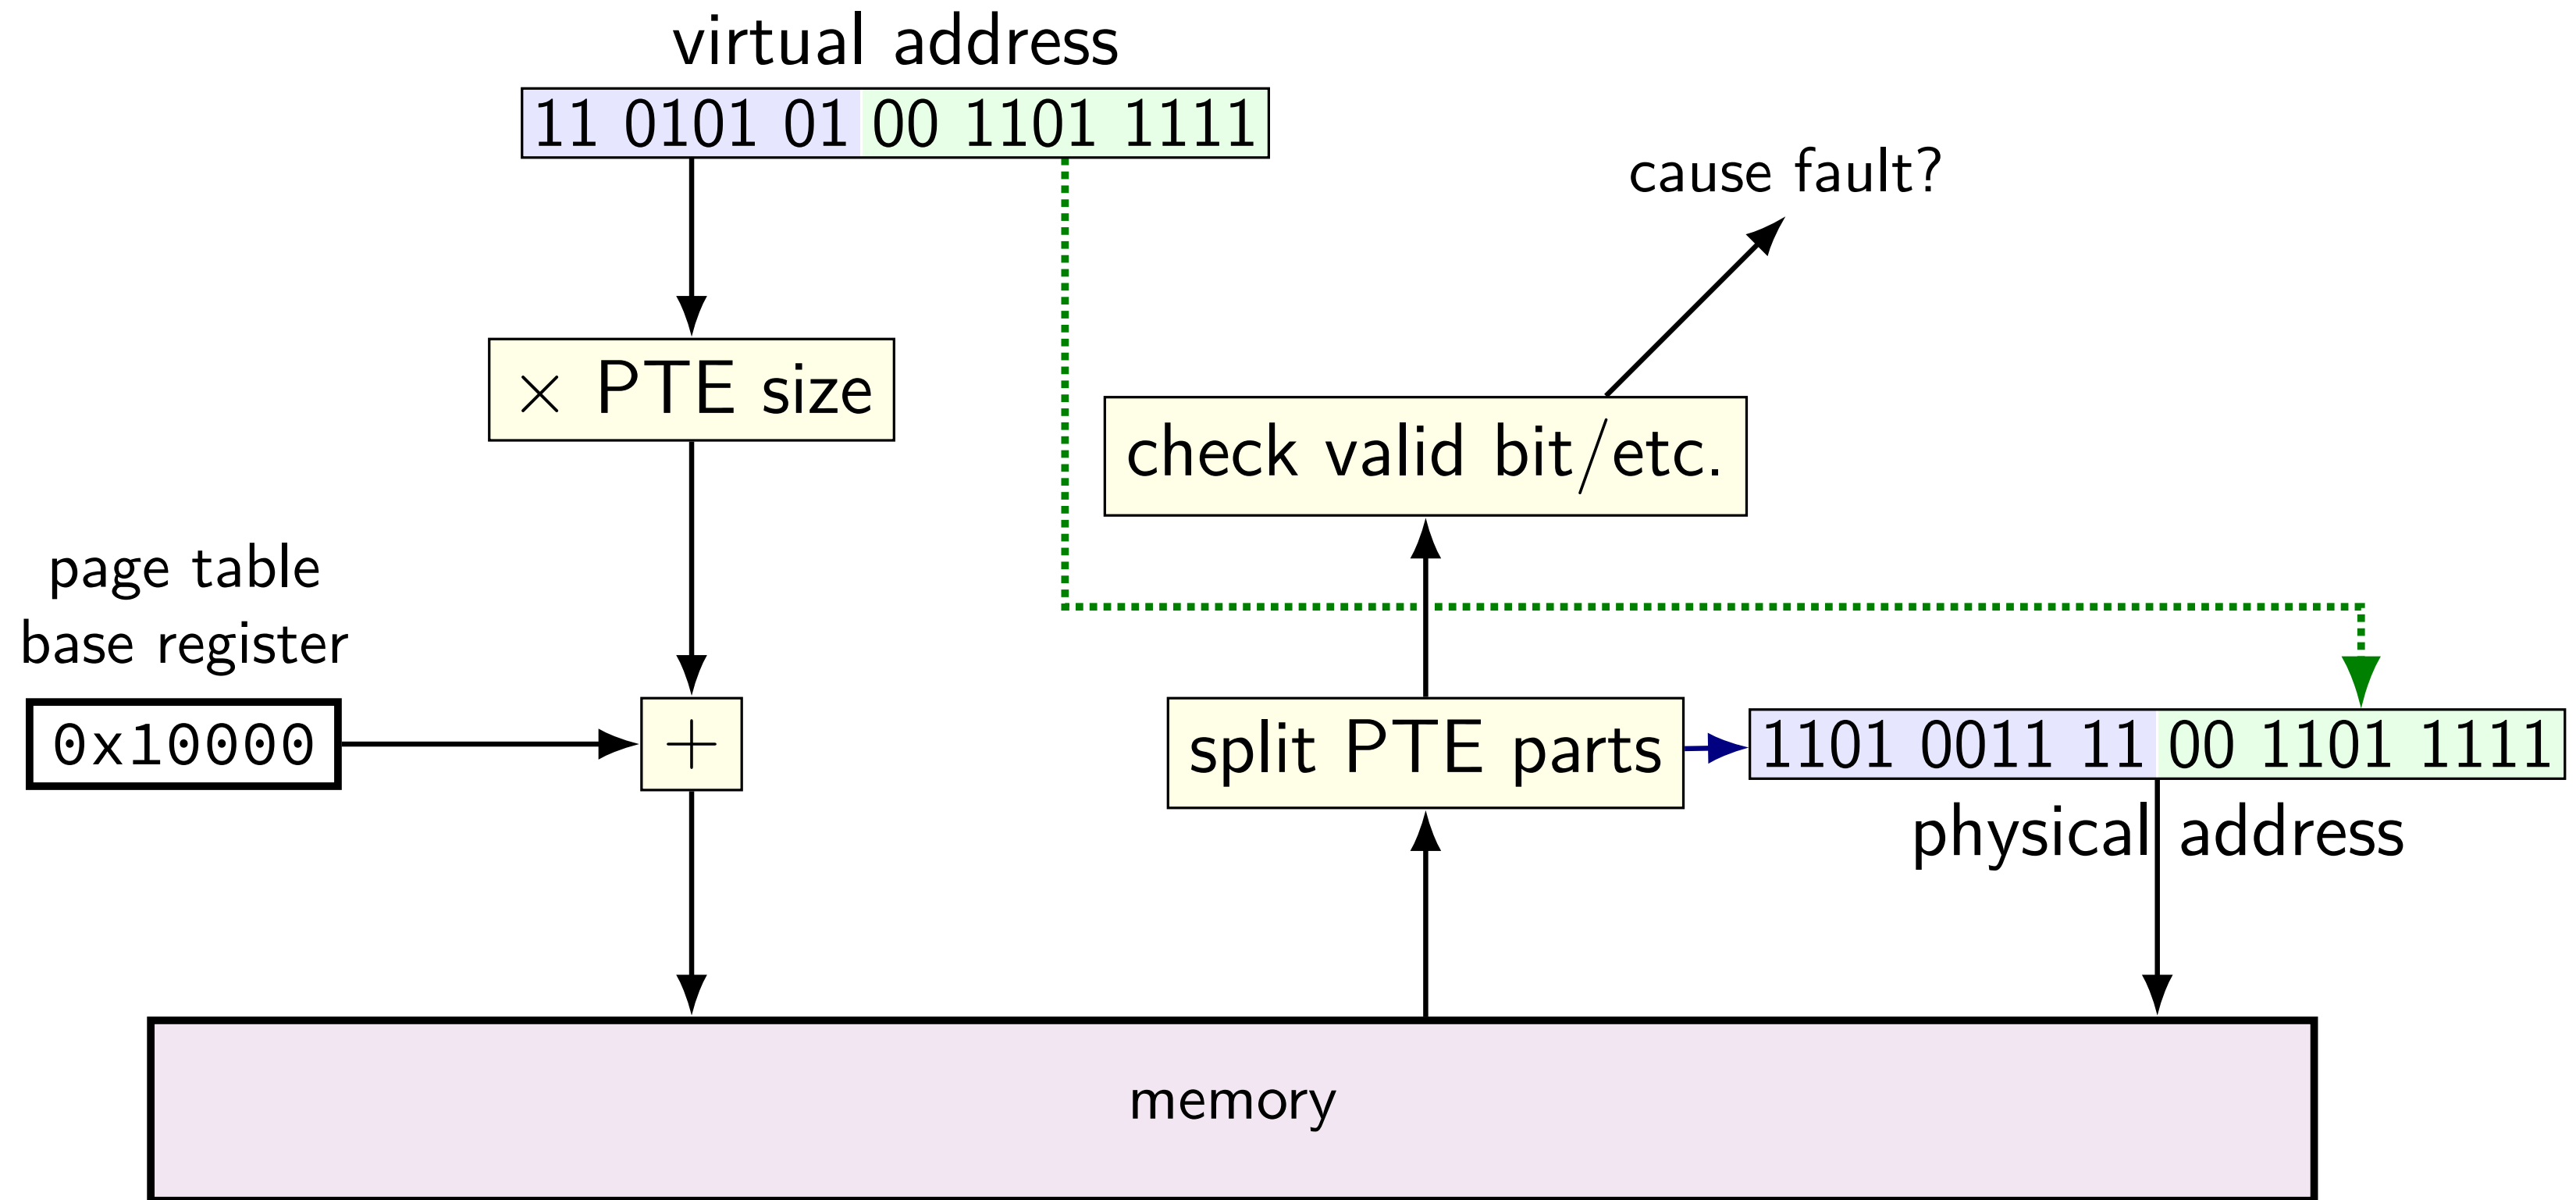 virtual address
11 0101 01 00 1101 1111
cause fault?
× PTE size
check valid bit/etc.
page table
base register
0x10000
+
split PTE parts
1101 0011 11 00 1101 1111
physical address
memory